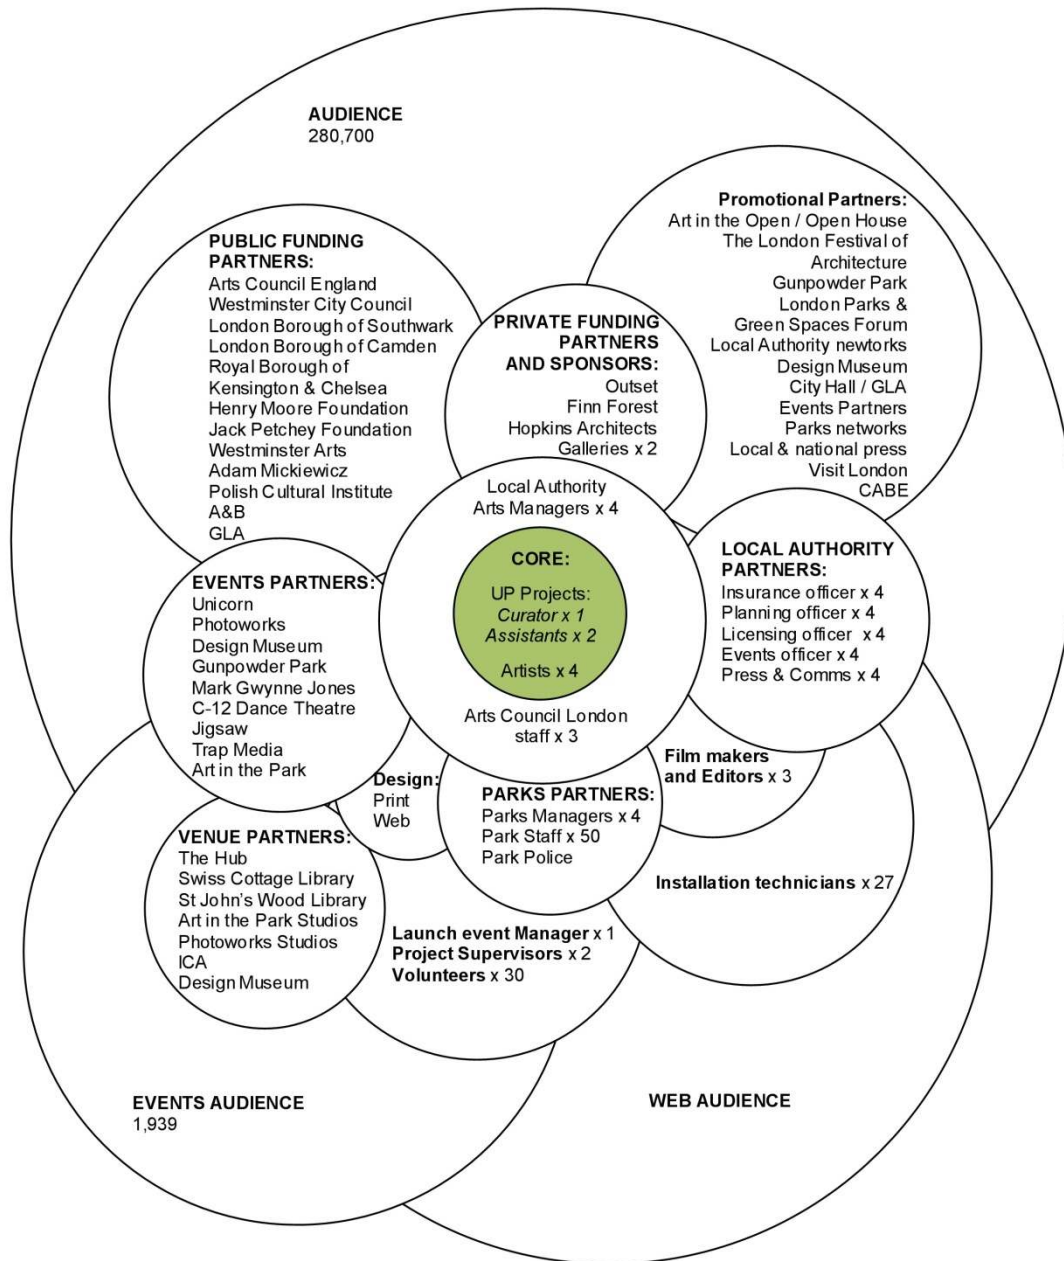 AUDIENCE
280,700
PUBLIC FUNDING
PARTNERS:
Arts Council England
Westminster City Council
London Borough of Southwark
London Borough of Camden
Royal Borough of
Kensington & Chelsea
Henry Moore Foundation
Jack Petchey Foundation
Westminster Arts
Adam Mickiewicz
Polish Cultural Institute
A&B
GLA
PRIVATE FUNDING
PARTNERS
AND SPONSORS:
Outset
Finn Forest
Hopkins Architects
Galleries x 2
Promotional Partners:
Art in the Open / Open House
The London Festival of
Architecture
Gunpowder Park
London Parks &
Green Spaces Forum
Local Authority newtorks
Design Museum
City Hall / GLA
Events Partners
Parks networks
Local & national press
Visit London
CABE
Local Authority
Arts Managers x 4
CORE:
UP Projects:
Curator x 1
Assistants x 2
Artists x 4
Arts Council London
staff x 3
LOCAL AUTHORITY
PARTNERS:
Insurance officer x 4
Planning officer x 4
Licensing officer x 4
Events officer x 4
Press & Comms x 4
EVENTS PARTNERS:
Unicorn
Photoworks
Design Museum
Gunpowder Park
Mark Gwynne Jones
C-12 Dance Theatre
Jigsaw
Trap Media
Art in the Park
Design:
Print
Web
PARKS PARTNERS:
Parks Managers x 4
Park Staff x 50
Park Police
Film makers
and Editors x 3
Installation technicians x 27
VENUE PARTNERS:
The Hub
Swiss Cottage Library
St John's Wood Library
Art in the Park Studios
Photoworks Studios
ICA
Design Museum
Launch event Manager x 1
Project Supervisors x 2
Volunteers x 30
EVENTS AUDIENCE
1,939
WEB AUDIENCE